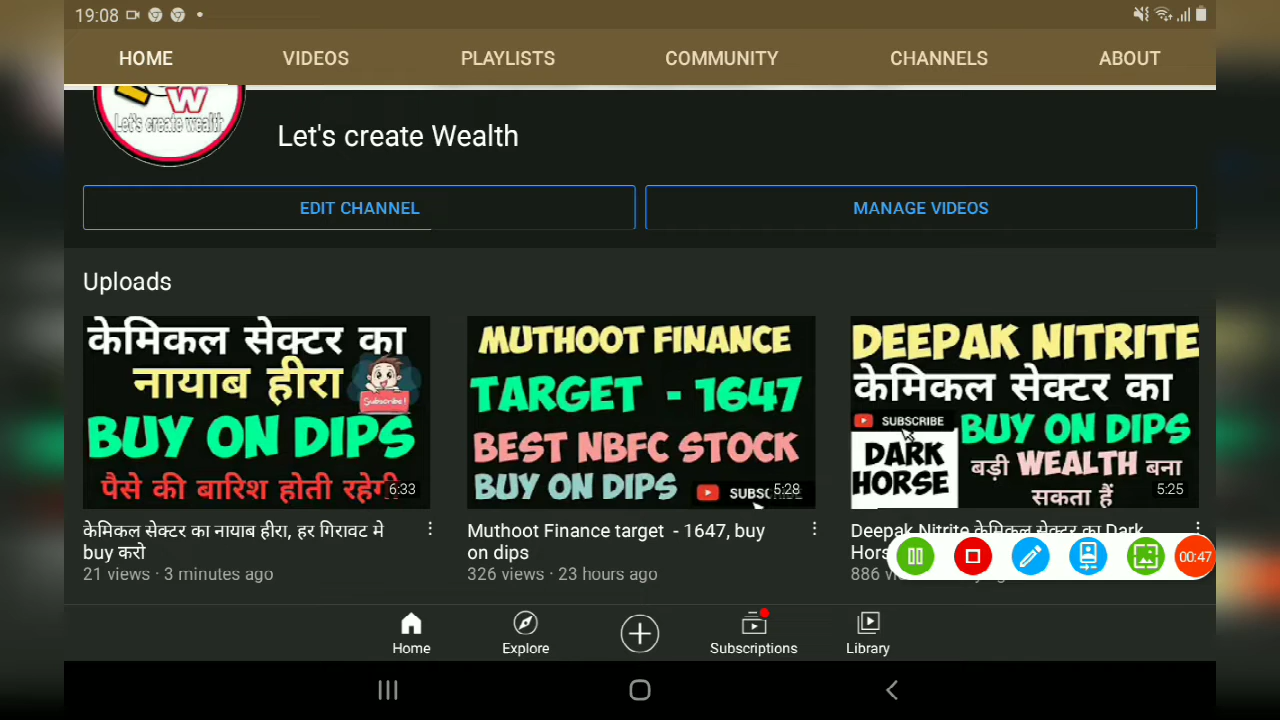 19:08
HOME VIDEOS PLAYLISTS COMMUNITY CHANNELS ABOUT
W
Let's create wealth
Let's create Wealth
EDIT CHANNEL MANAGE VIDEOS
Uploads
केमिकल सेक्टर का
नायाब हीरा
Subscribe!
BUY ON DIPS
पैसे की बारिश होती रहेगी
6:33
MUTHOOT FINANCE
TARGET - 1647
BEST NBFC STOCK
BUY ON DIPS
5:28
DEEPAK NITRITE
केमिकल सेक्टर का
SUBSCRIBE
BUY ON DIPS
DARK
HORSE
बड़ी WEALTH बना
सकता हैं
5:25
केमिकल सेक्टर का नायाब हीरा, हर गिरावट मे
buy करो
21 views · 3 minutes ago
Muthoot Finance target - 1647, buy
on dips
326 views · 23 hours ago
Deepak Nitrite केमिकल सेक्टर का Dark
886
00:47
Home Explore Subscriptions Library